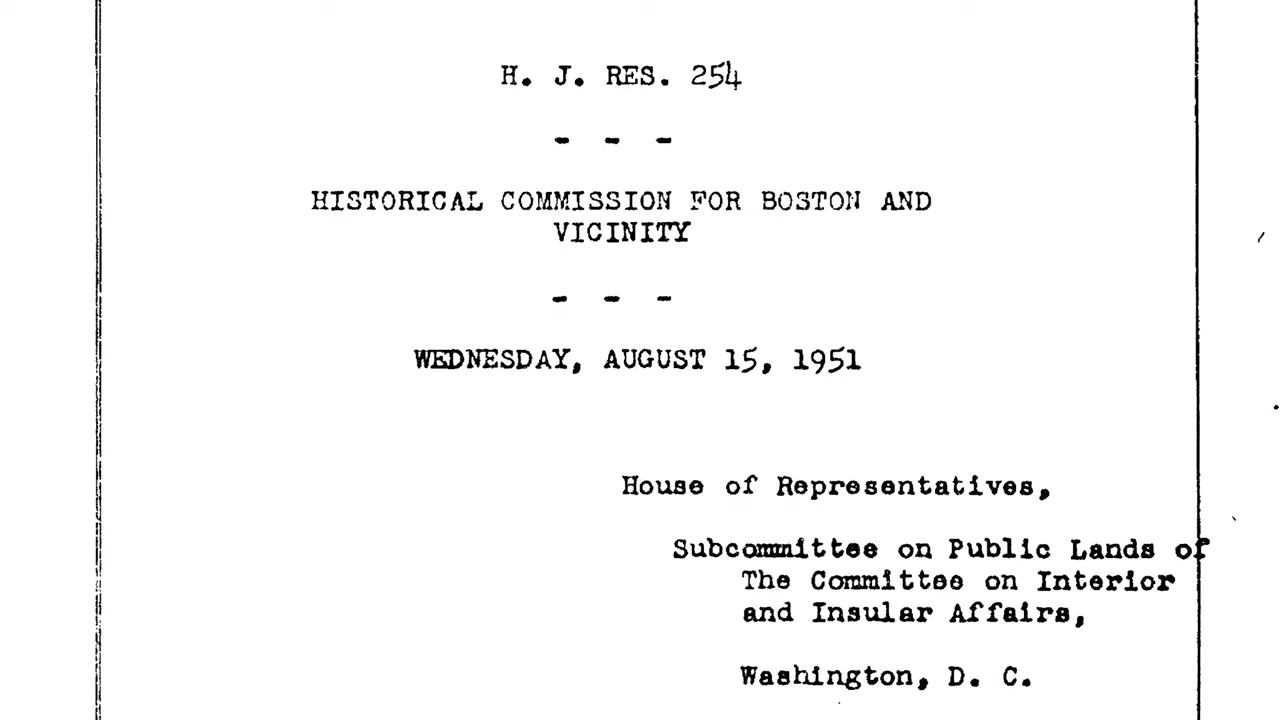 H. J. RES. 254
- - -
HISTORICAL COMMISSION FOR BOSTON AND
VICINITY
- - -
WEDNESDAY, AUGUST 15, 1951
House of Representatives,
Subcommittee on Public Lands of
The Committee on Interior
and Insular Affairs,
Washington, D. C.